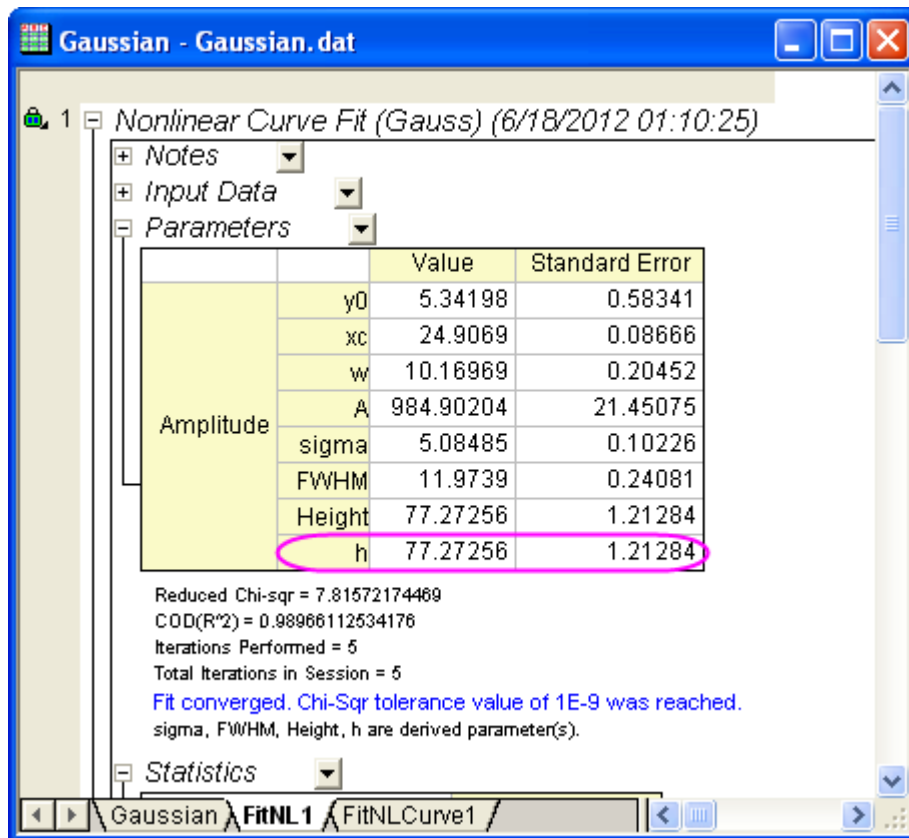 Gaussian - Gaussian.dat
1 Nonlinear Curve Fit (Gauss) (6/18/2012 01:10:25)
Notes
Input Data
Parameters
Value Standard Error
Amplitude
y0 5.34198 0.58341
xc 24.9069 0.08666
w 10.16969 0.20452
A 984.90204 21.45075
sigma 5.08485 0.10226
FWHM 11.9739 0.24081
Height 77.27256 1.21284
h 77.27256 1.21284
Reduced Chi-sqr = 7.81572174469
COD(R^2) = 0.98966112534176
Iterations Performed = 5
Total Iterations in Session = 5
Fit converged. Chi-Sqr tolerance value of 1E-9 was reached.
sigma, FWHM, Height, h are derived parameter(s).
Statistics
Gaussian FitNL1 FitNLCurve1